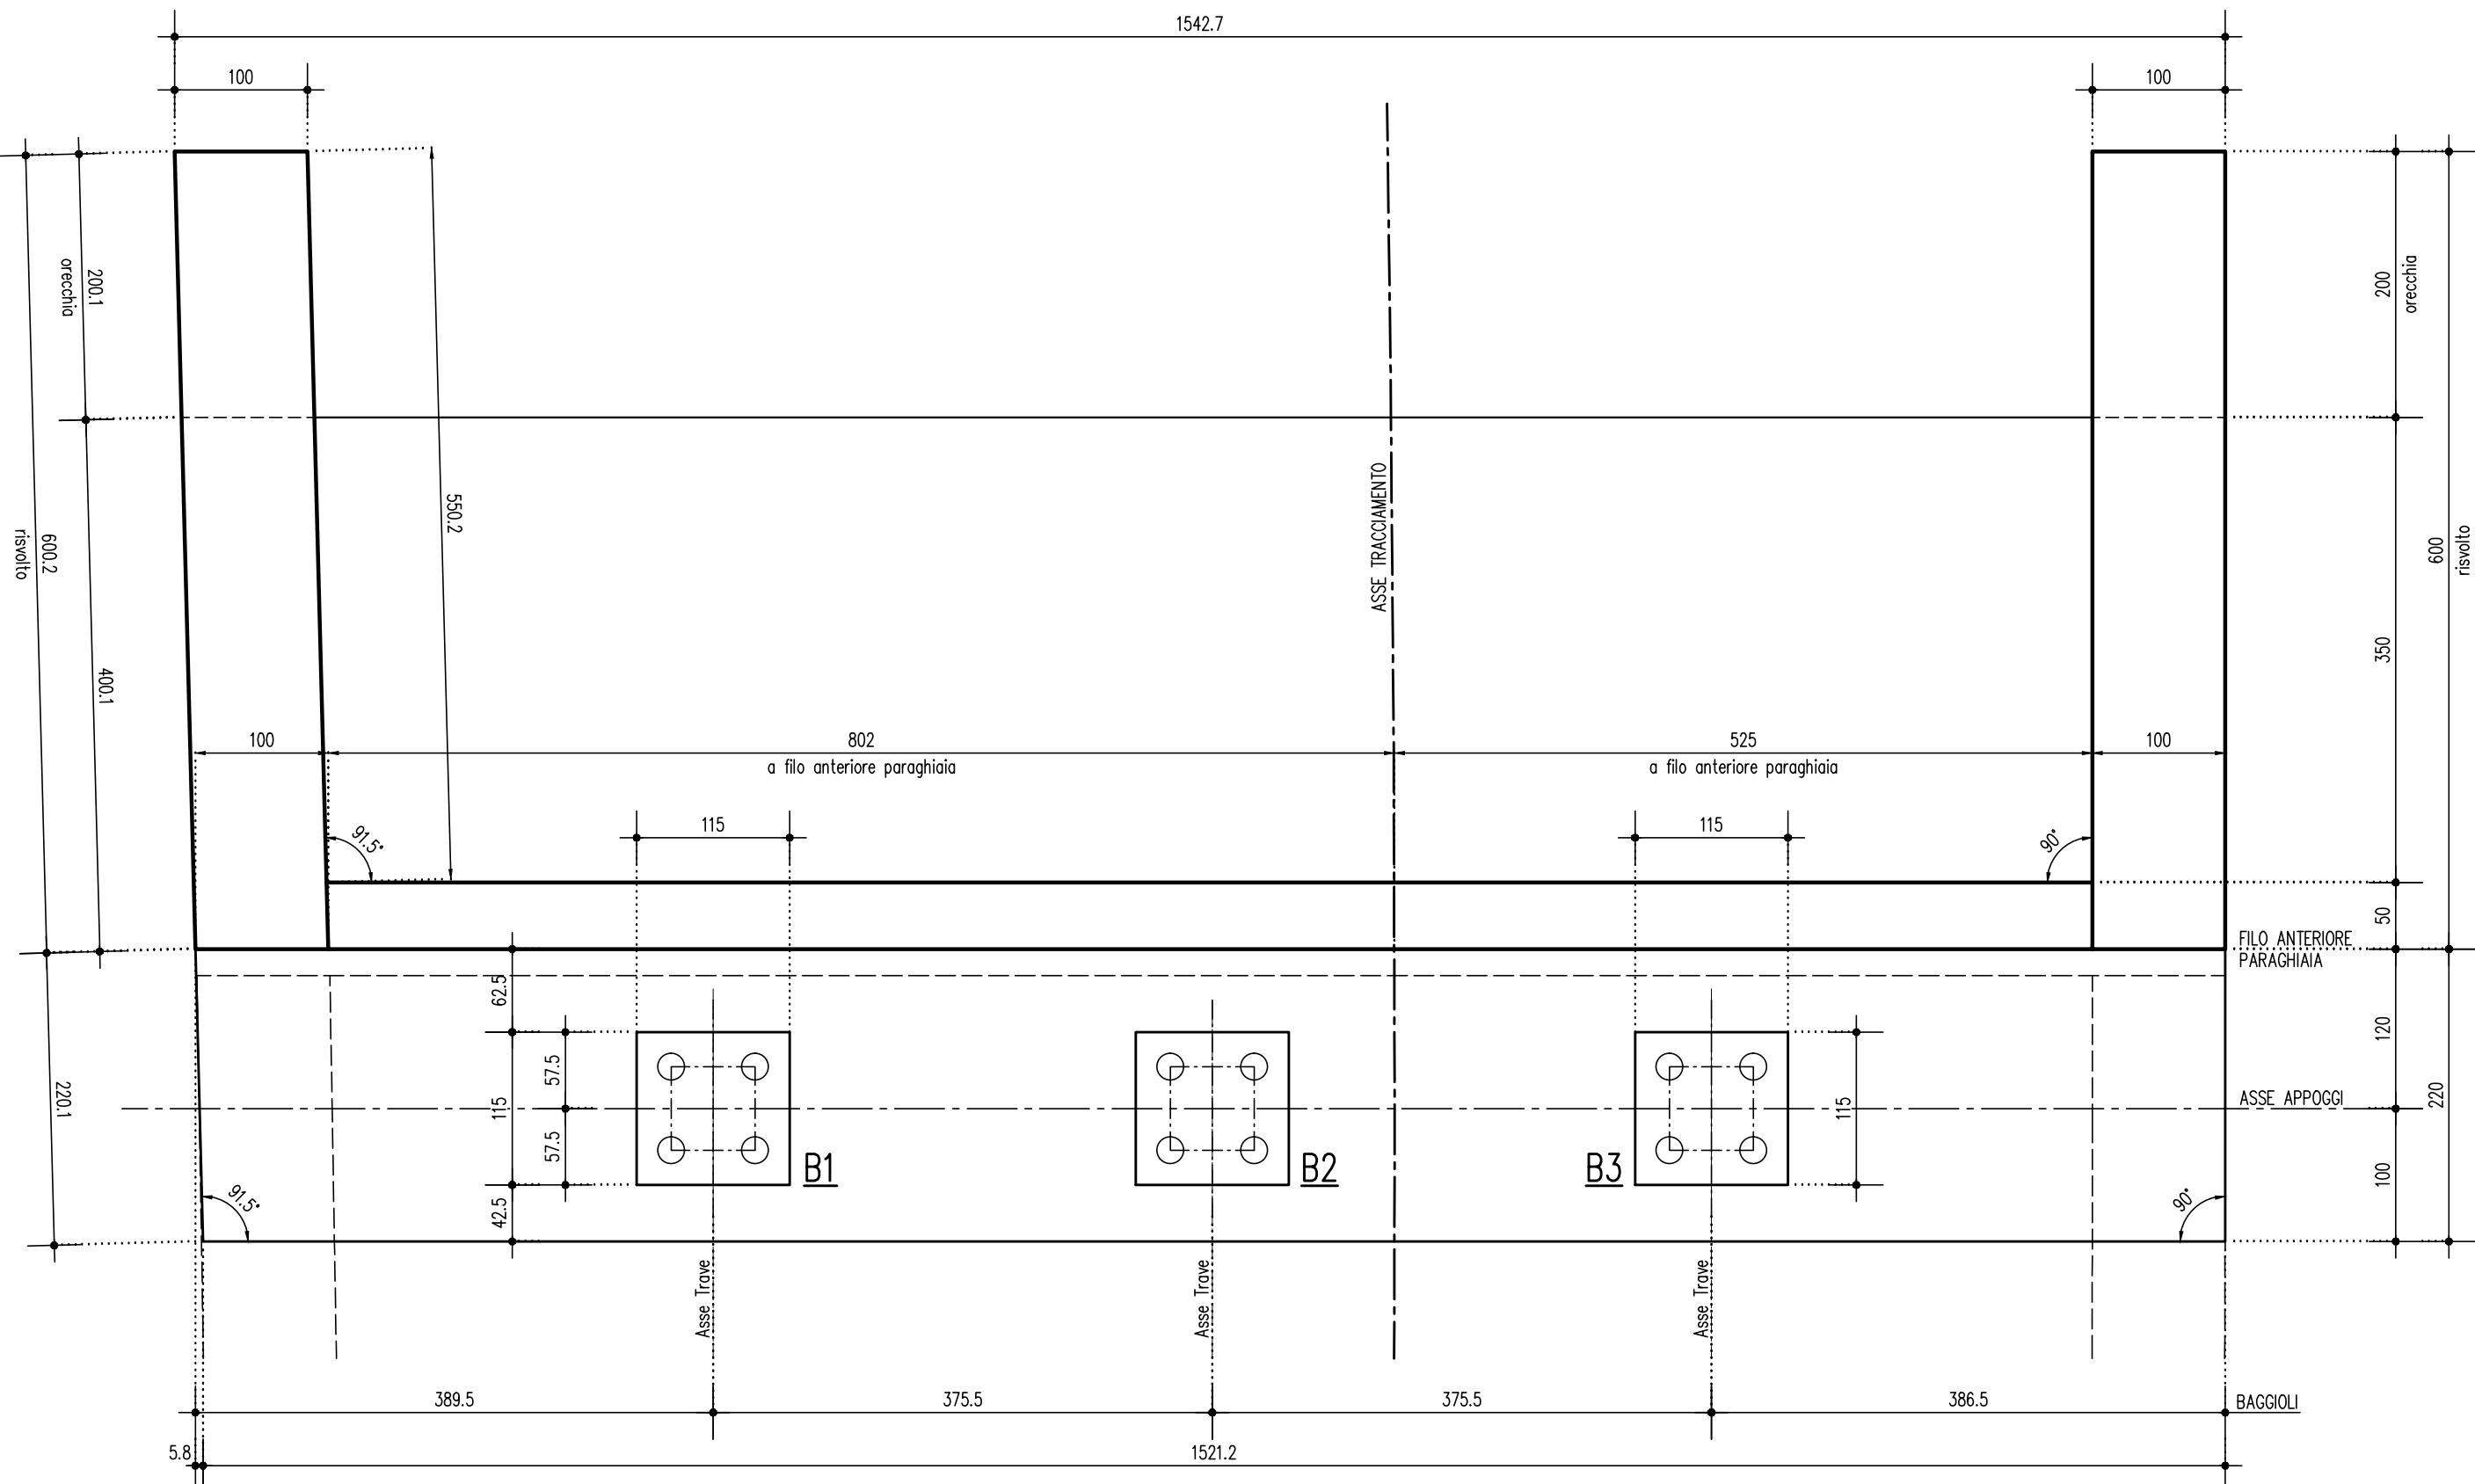 1542.7
100
100
200.1
orecchia
200
orecchia
550.2
600.2
risvolto
400.1
ASSE TRACCIAMENTO
600
risvolto
350
100
802
a filo anteriore paraghiaia
525
a filo anteriore paraghiaia
100
115
115
91.5°
90°
50
FILO ANTERIORE
PARAGHIAIA
62.5
57.5
115
57.5
42.5
120
ASSE APPOGGI
115
220
220.1
100
B1
B2
B3
91.5°
90°
Asse Trave
Asse Trave
Asse Trave
389.5
375.5
375.5
386.5
BAGGIOLI
5.8
1521.2